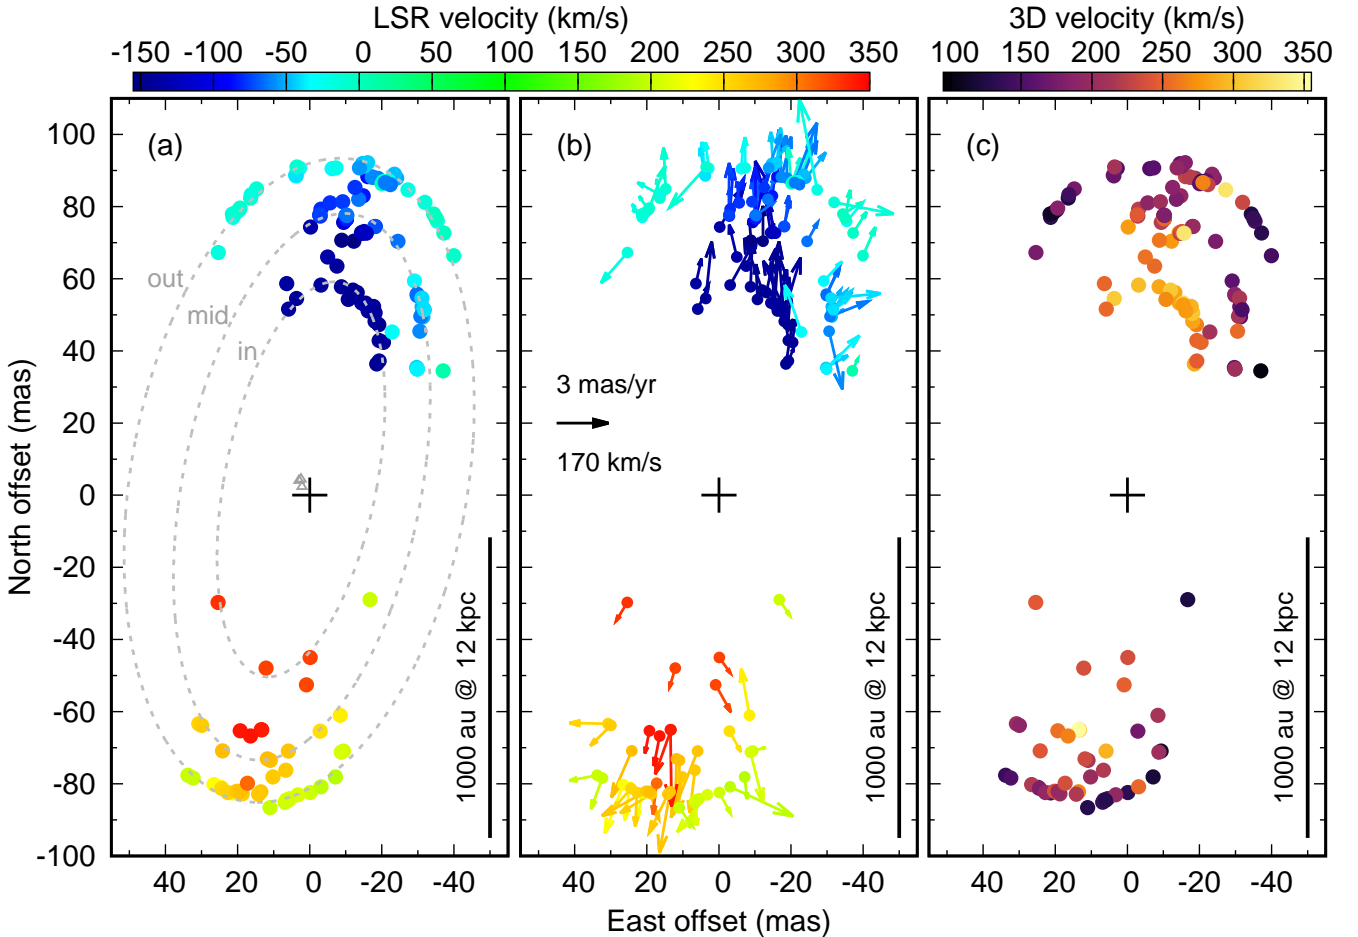 LSR velocity (km/s)
3D velocity (km/s)
-150 -100 -50 0 50 100 150 200 250 300 350
100 150 200 250 300 350
(a)
(b)
(c)
100
80
60
40
20
0
-20
-40
-60
-80
-100
North offset (mas)
out
mid
in
3 mas/yr
170 km/s
1000 au @ 12 kpc
1000 au @ 12 kpc
1000 au @ 12 kpc
40 20 0 -20 -40
40 20 0 -20 -40
40 20 0 -20 -40
East offset (mas)